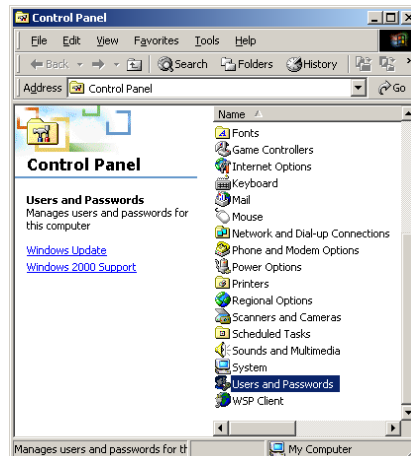 Control Panel
File Edit View Favorites Tools Help
Back Search Folders History
Address Control Panel Go
Control Panel
Users and Passwords
Manages users and passwords for
this computer
Windows Update
Windows 2000 Support
Name
Fonts
Game Controllers
Internet Options
Keyboard
Mail
Mouse
Network and Dial-up Connections
Phone and Modem Options
Power Options
Printers
Regional Options
Scanners and Cameras
Scheduled Tasks
Sounds and Multimedia
System
Users and Passwords
WSP Client
Manages users and passwords for th My Computer